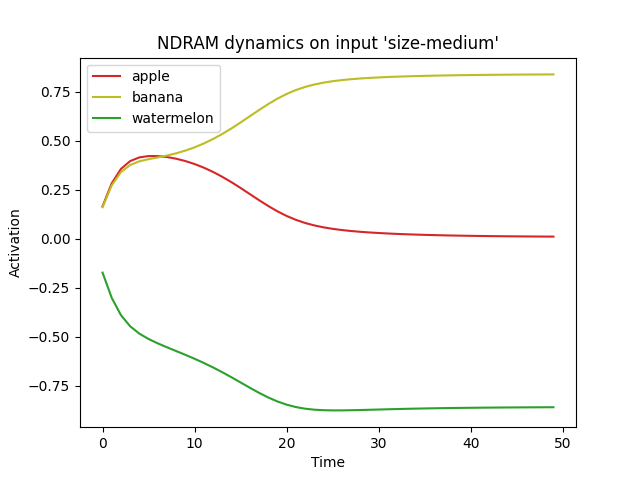 NDRAM dynamics on input 'size-medium'
apple
banana
watermelon
0.75
0.50
0.25
0.00
−0.25
−0.50
−0.75
Activation
0 10 20 30 40 50
Time